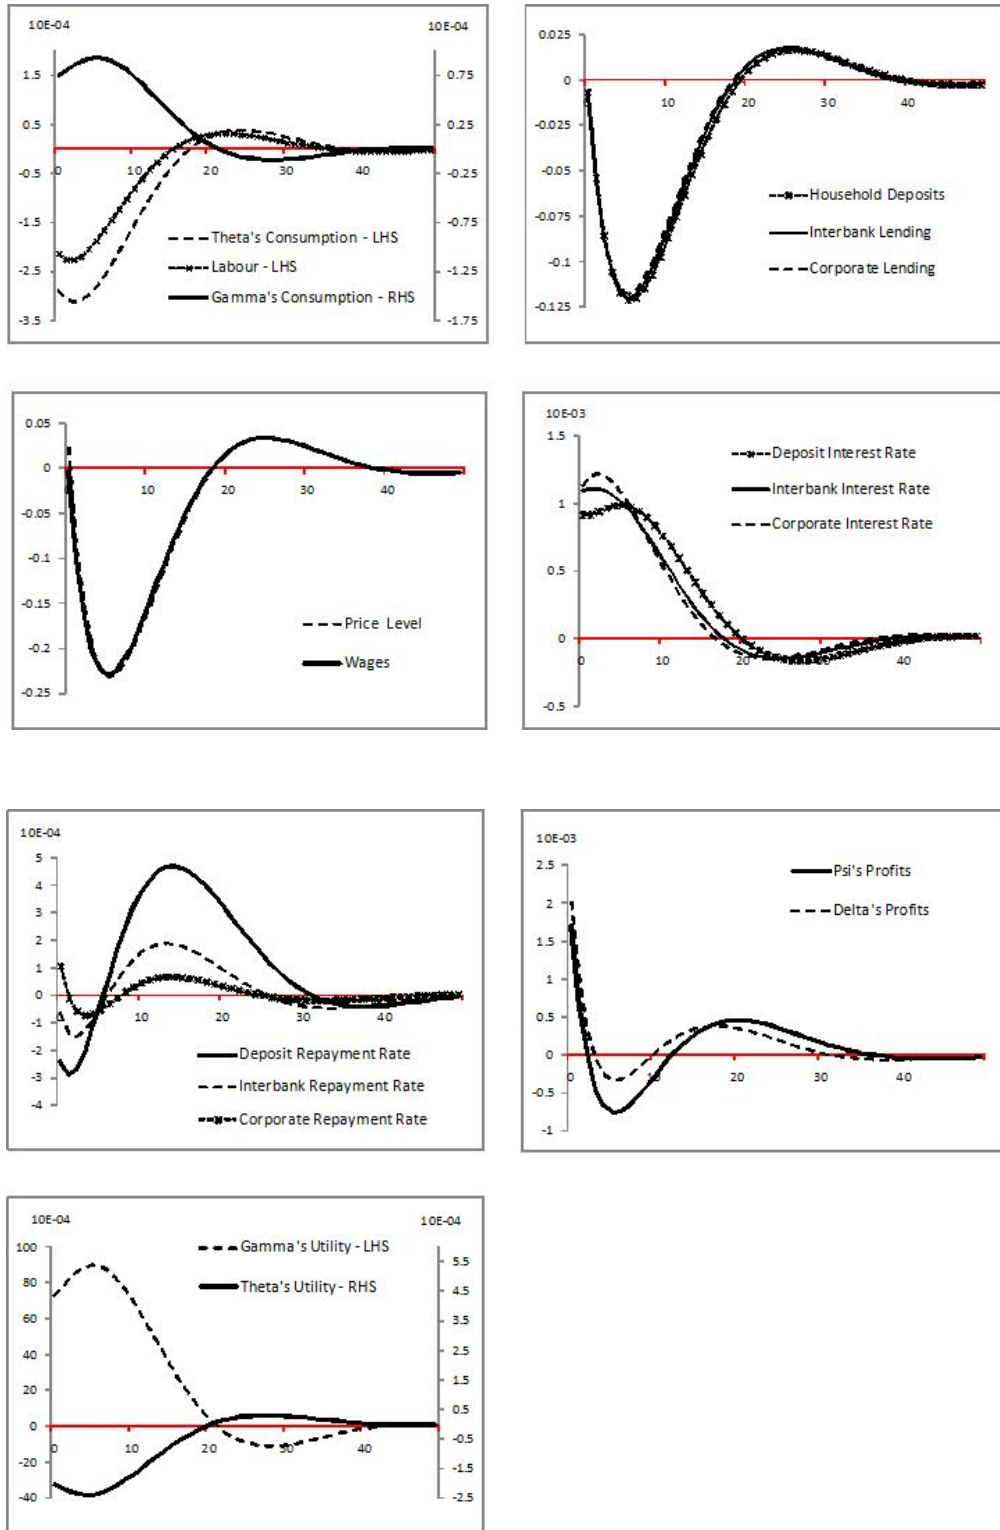 10E-04 10E-04
1.5 0.75
0.5 0.25
0 10 20 30 40
-0.5 -0.25
-1.5 -0.75
-2.5 -1.25
-3.5 -1.75
Theta's Consumption - LHS
Labour - LHS
Gamma's Consumption - RHS
0.025
0
10 20 30 40
-0.025
-0.05
-0.075
-0.1
-0.125
Household Deposits
Interbank Lending
Corporate Lending
0.05
0
10 20 30 40
-0.05
-0.1
-0.15
-0.2
-0.25
Price Level
Wages
10E-03
1.5
1
0.5
0
0 10 20 30 40
-0.5
Deposit Interest Rate
Interbank Interest Rate
Corporate Interest Rate
10E-04
5
4
3
2
1
0
10 20 30 40
-1
-2
-3
-4
Deposit Repayment Rate
Interbank Repayment Rate
Corporate Repayment Rate
10E-03
2.5
2
1.5
1
0.5
0
0 10 20 30 40
-0.5
-1
Psi's Profits
Delta's Profits
10E-04 10E-04
100 5.5
80 4.5
60 3.5
40 2.5
20 1.5
0 0.5
0 10 20 30 40
-20 -0.5
-40 -1.5
-2.5
Gamma's Utility - LHS
Theta's Utility - RHS